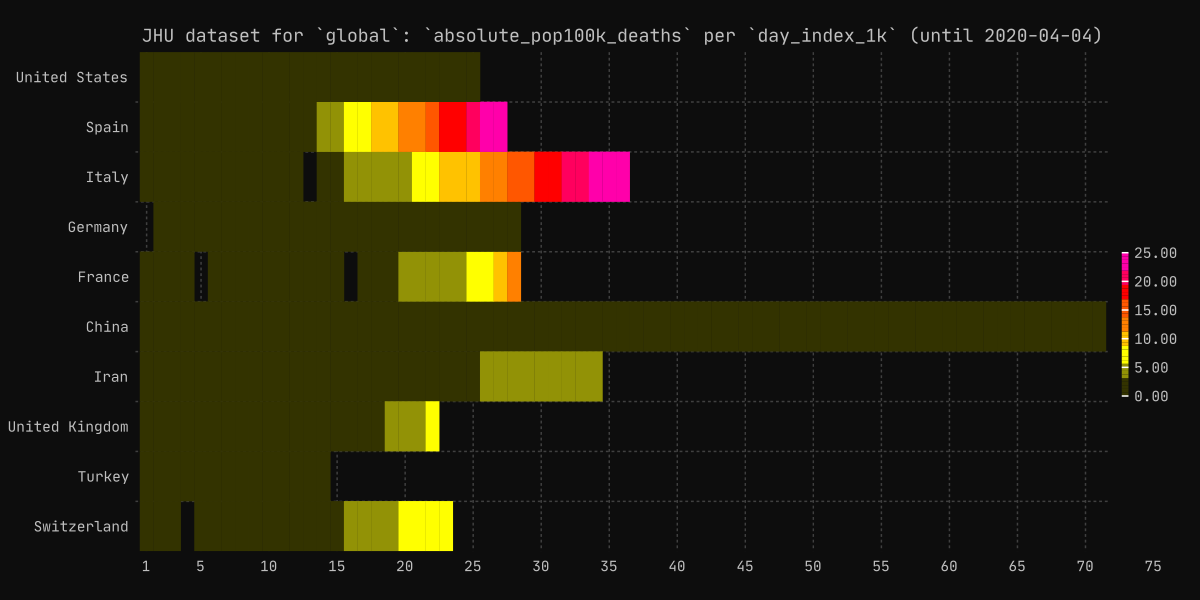 JHU dataset for `global`: `absolute_pop100k_deaths` per `day_index_1k` (until 2020-04-04)
United States
Spain
Italy
Germany
France
China
Iran
United Kingdom
Turkey
Switzerland
25.00
20.00
15.00
10.00
5.00
0.00
1 5 10 15 20 25 30 35 40 45 50 55 60 65 70 75